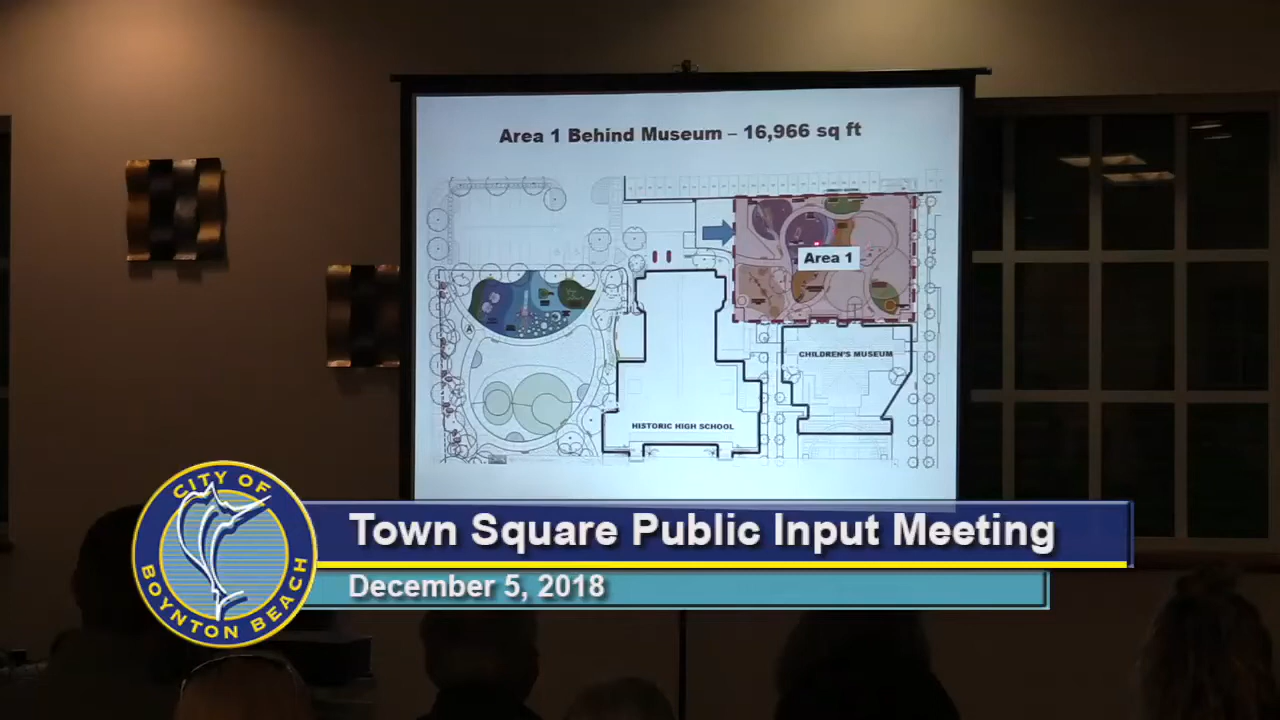 Area 1 Behind Museum – 16,966 sq ft
Area 1
A
CHILDREN'S MUSEUM
HISTORIC HIGH SCHOOL
CITY OF
BOYNTON BEACH
Town Square Public Input Meeting
December 5, 2018